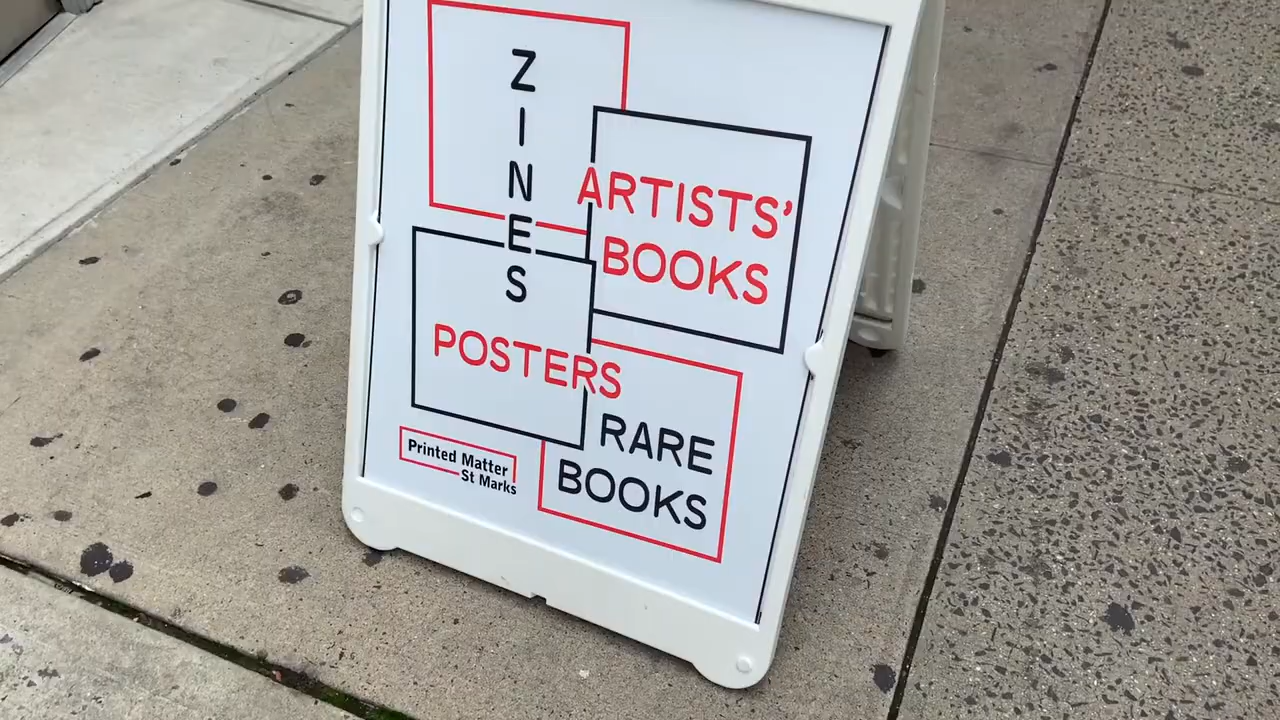 ZINES
ARTISTS'
BOOKS
POSTERS
RARE
BOOKS
Printed Matter
St Marks